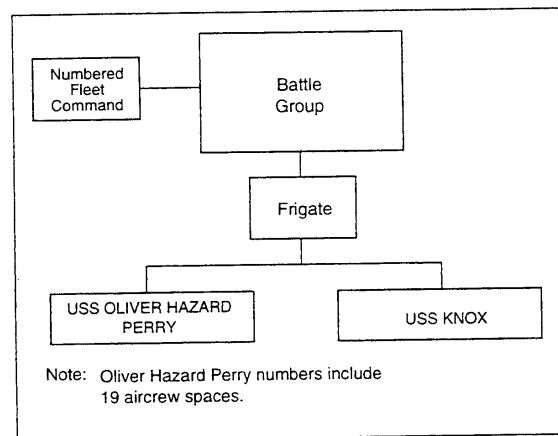 Numbered
Fleet
Command
Battle
Group
Frigate
USS OLIVER HAZARD
PERRY
USS KNOX
Note: Oliver Hazard Perry numbers include
19 aircrew spaces.